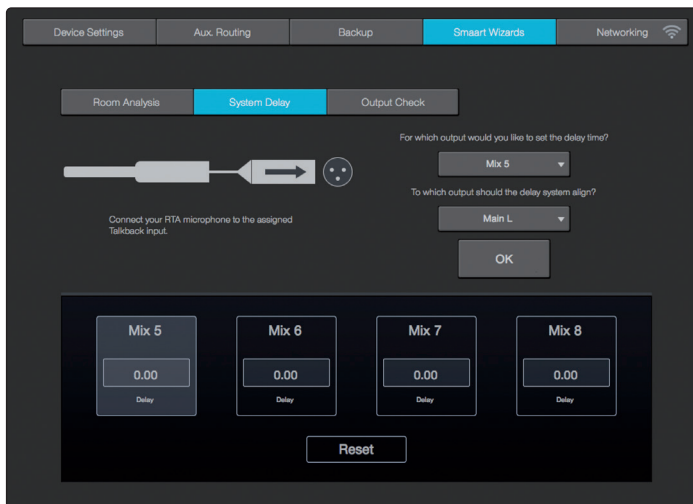 Device Settings
Aux. Routing
Backup
Smaart Wizards
Networking
Room Analysis
System Delay
Output Check
For which output would you like to set the delay time?
Mix 5
To which output should the delay system align?
Main L
OK
Connect your RTA microphone to the assigned
Talkback input.
Mix 5
Mix 6
Mix 7
Mix 8
0.00
0.00
0.00
0.00
Delay
Delay
Delay
Delay
Reset